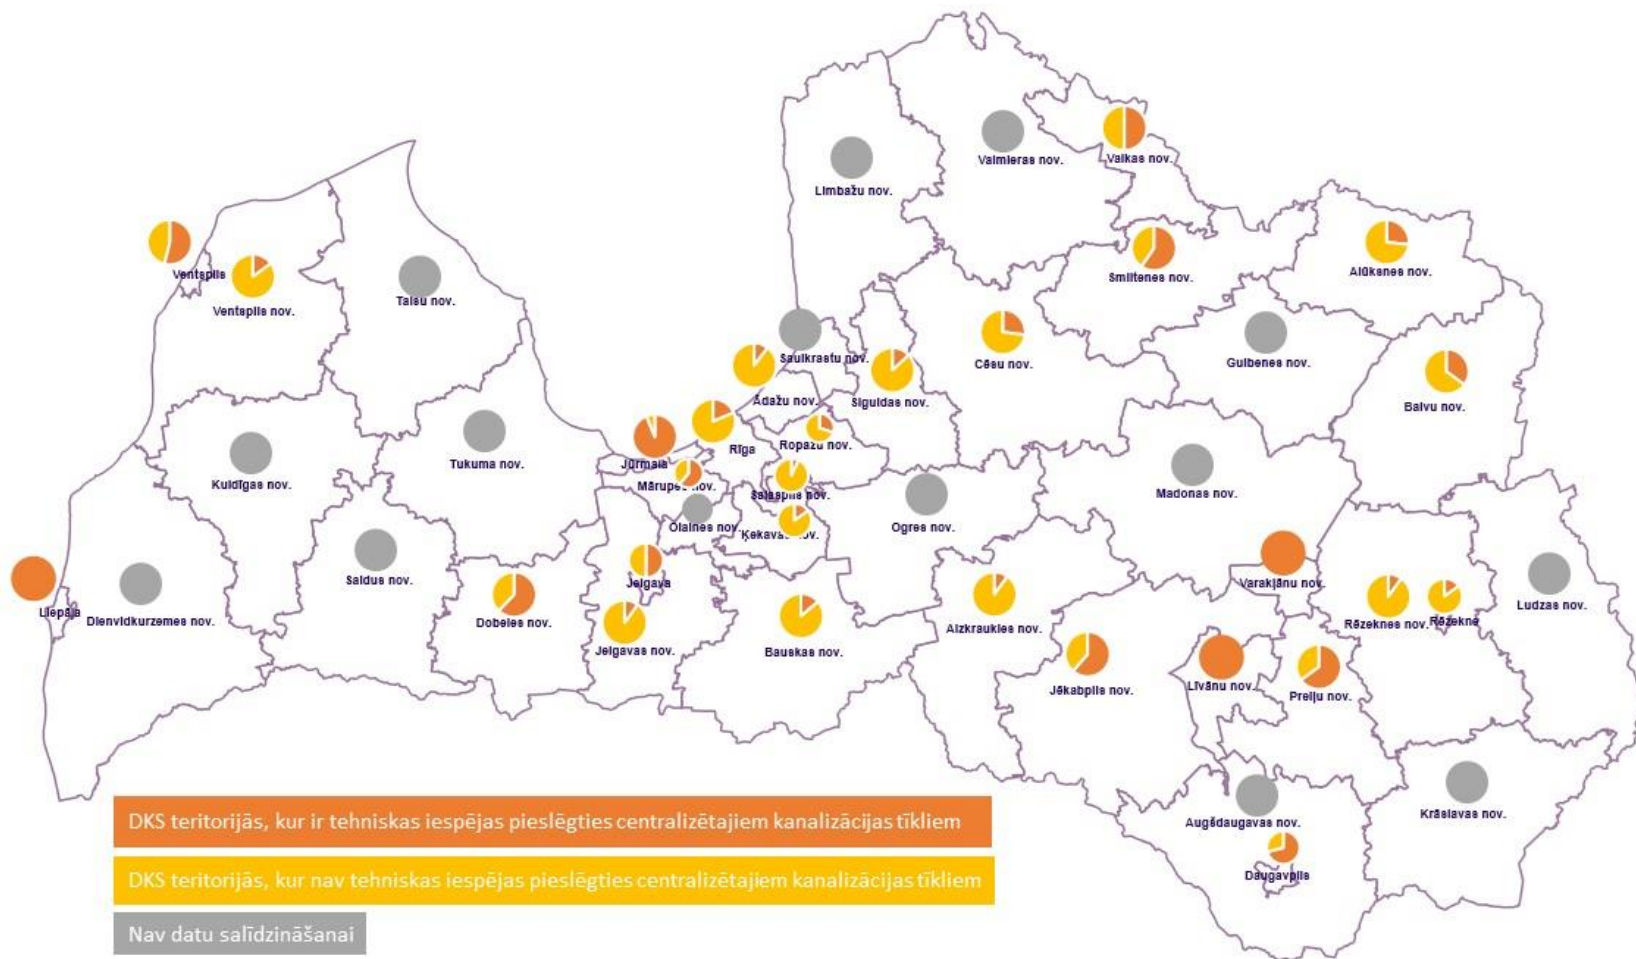 Valkas nov.
Valmieras nov.
Limbažu nov.
Smiltenes nov.
Alūksnes nov.
Ventspils
Ventspils nov.
Talsu nov.
Saulkrastu nov.
Cēsu nov.
Gulbenes nov.
Balvu nov.
Ādažu nov.
Siguldas nov.
Ropažu nov.
Rīga
Jūrmala
Tukuma nov.
Kuldīgas nov.
Mārupes nov.
Salaspils nov.
Madonas nov.
Olaines nov.
Ķekavas nov.
Ogres nov.
Saldus nov.
Jelgava
Varakļānu nov.
Liepāja
Dienvidkurzemes nov.
Dobeles nov.
Jelgavas nov.
Bauskas nov.
Aizkraukles nov.
Rēzeknes nov.
Rēzekne
Ludzas nov.
Jēkabpils nov.
Līvānu nov.
Preiļu nov.
Augšdaugavas nov.
Krāslavas nov.
Daugavpils
DKS teritorijās, kur ir tehniskas iespējas pieslēgties centralizētajiem kanalizācijas tīkliem
DKS teritorijās, kur nav tehniskas iespējas pieslēgties centralizētajiem kanalizācijas tīkliem
Nav datu salīdzināšanai